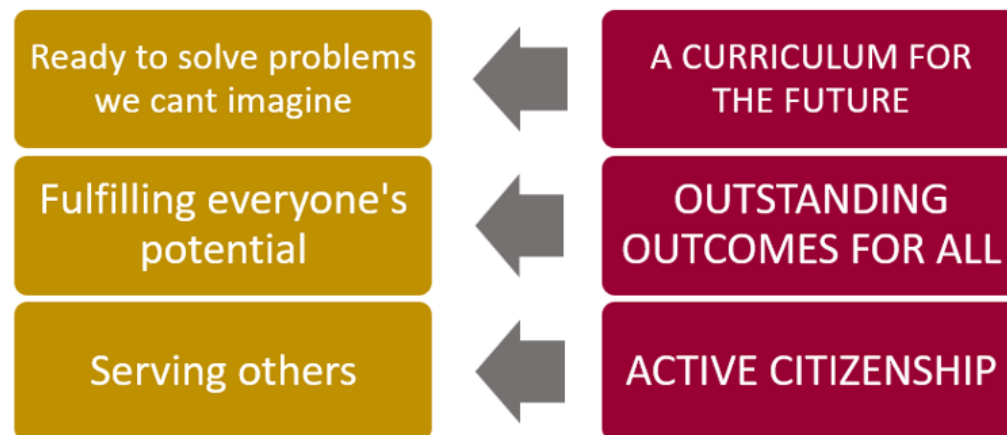 Ready to solve problems
we cant imagine
A CURRICULUM FOR
THE FUTURE
Fulfilling everyone's
potential
OUTSTANDING
OUTCOMES FOR ALL
Serving others
ACTIVE CITIZENSHIP